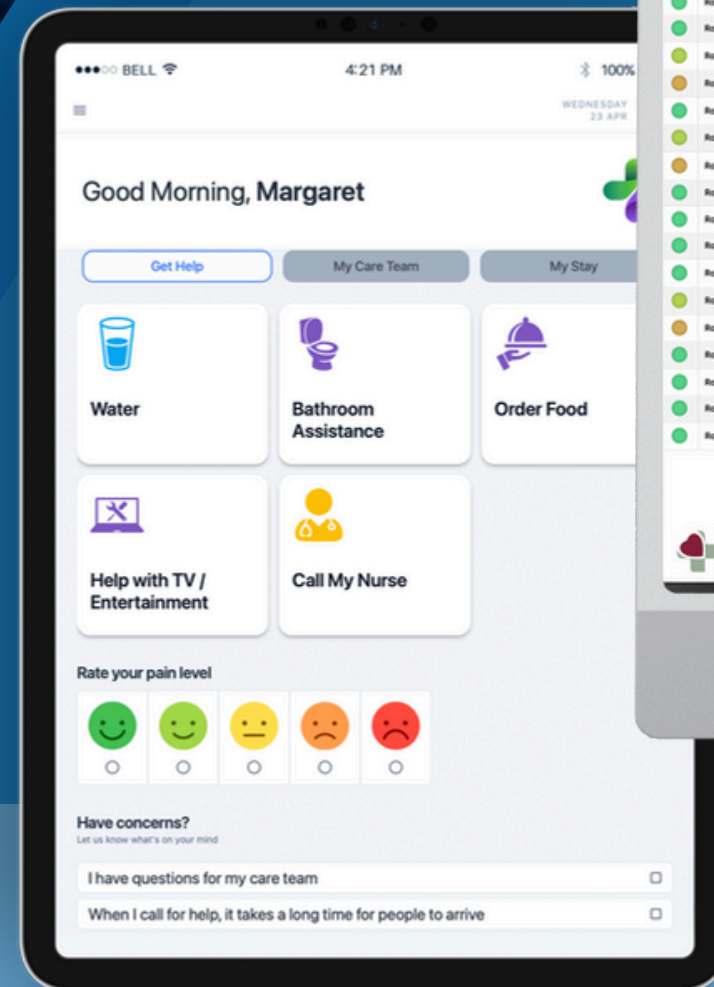 BELL
4:21 PM
100%
WEDNESDAY
23 APR
Good Morning, Margaret
Get Help
My Care Team
My Stay
Water
Bathroom
Assistance
Order Food
Help with TV /
Entertainment
Call My Nurse
Rate your pain level
Have concerns?
Let us know what's on your mind
I have questions for my care team
When I call for help, it takes a long time for people to arrive